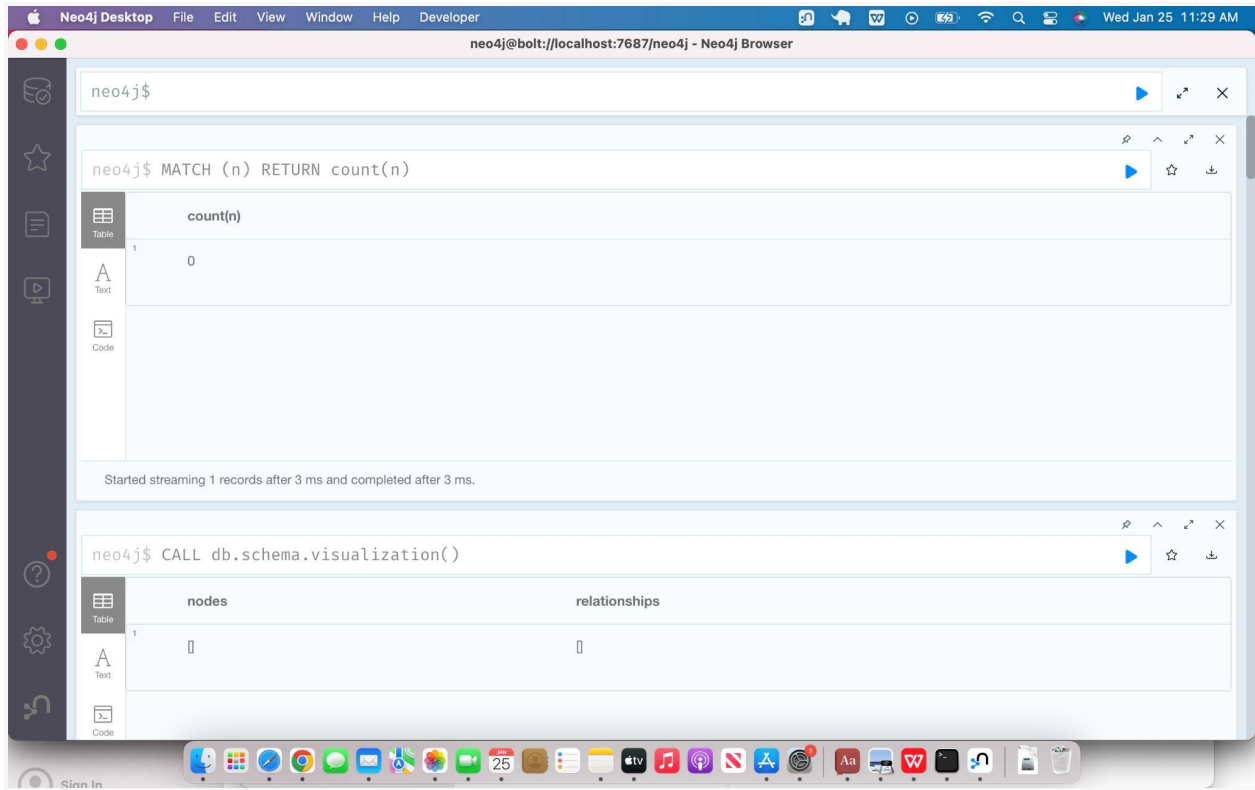 Neo4j Desktop File Edit View Window Help Developer Wed Jan 25 11:29 AM
neo4j@bolt://localhost:7687/neo4j - Neo4j Browser
neo4j$
neo4j$ MATCH (n) RETURN count(n)
Table
count(n)
1
0
A
Text
Code
Started streaming 1 records after 3 ms and completed after 3 ms.
neo4j$ CALL db.schema.visualization()
Table
nodes relationships
1
[] []
A
Text
Code
JAN
25
tv
Aa
Sign In